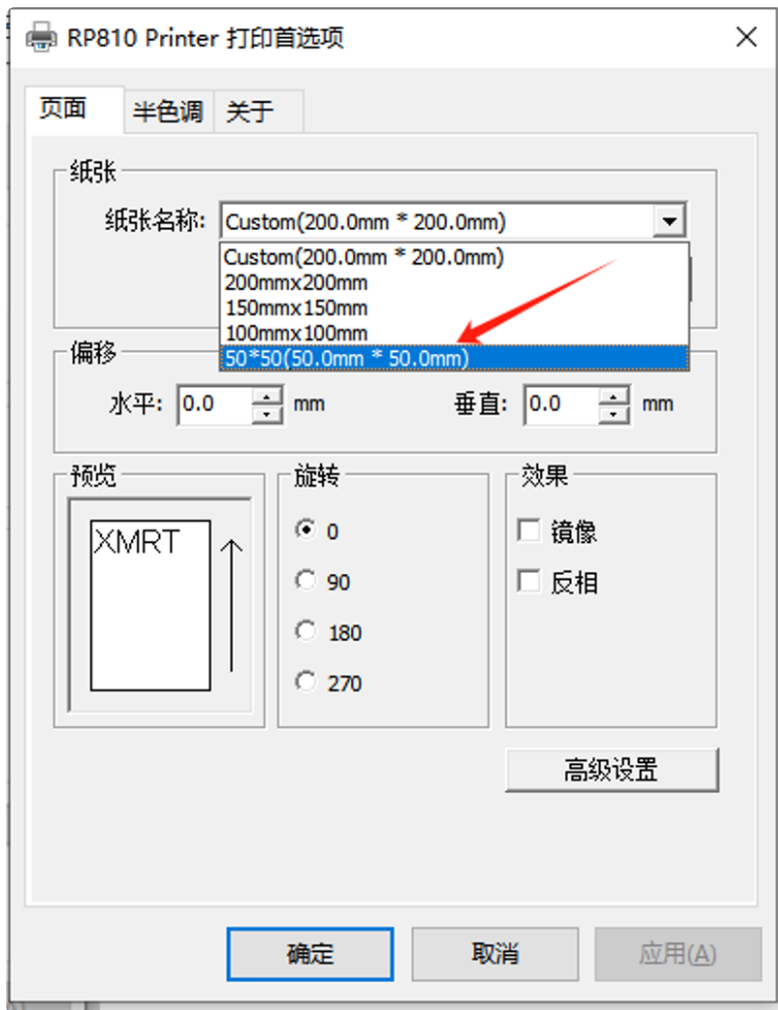 RP810 Printer 打印首选项
页面 半色调 关于
纸张
纸张名称: Custom(200.0mm * 200.0mm)
Custom(200.0mm * 200.0mm)
200mmx200mm
150mmx150mm
100mmx100mm
50*50(50.0mm * 50.0mm)
偏移
水平: 0.0 mm 垂直: 0.0 mm
预览 旋转 效果
XMRT
0 镜像
90 反相
180
270
高级设置
确定 取消 应用(A)